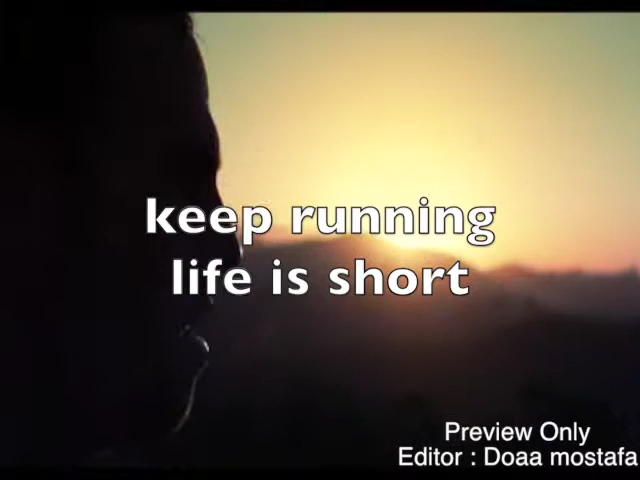 keep running
life is short
Preview Only
Editor : Doaa mostafa